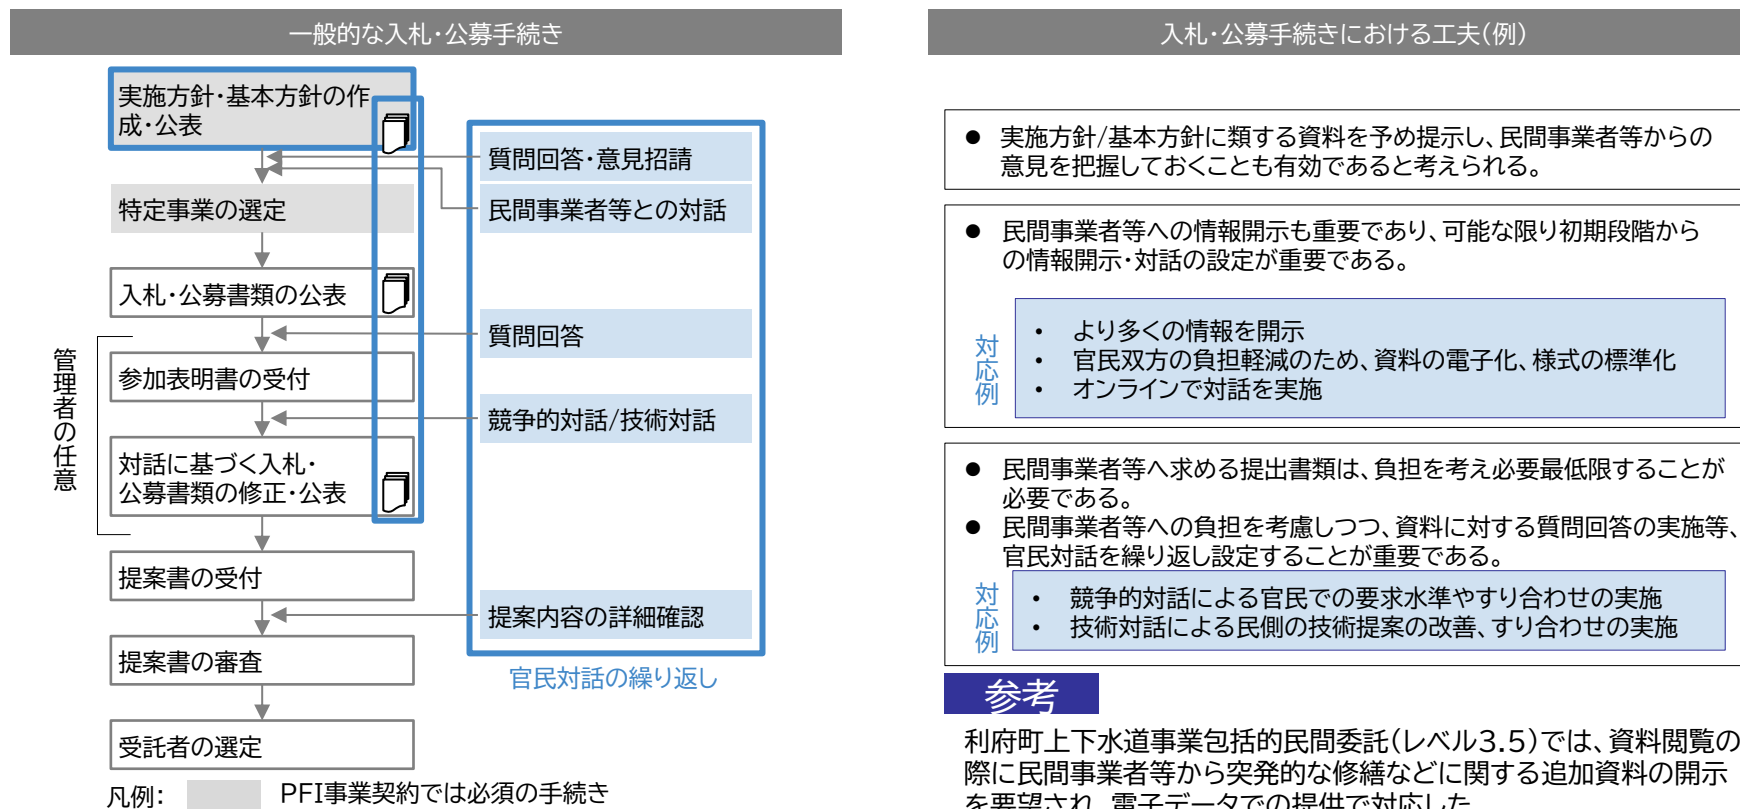 一般的な入札・公募手続き
実施方針・基本方針の作
成・公表
特定事業の選定
入札・公募書類の公表
参加表明書の受付
対話に基づく入札・
公募書類の修正・公表
提案書の受付
提案書の審査
受託者の選定
管理者の任意
質問回答・意見招請
民間事業者等との対話
質問回答
競争的対話/技術対話
提案内容の詳細確認
官民対話の繰り返し
凡例：
PFI事業契約では必須の手続き
入札・公募手続きにおける工夫（例）
● 実施方針/基本方針に類する資料を予め提示し、民間事業者等からの
意見を把握しておくことも有効であると考えられる。
● 民間事業者等への情報開示も重要であり、可能な限り初期段階から
の情報開示・対話の設定が重要である。
対応例
・ より多くの情報を開示
・ 官民双方の負担軽減のため、資料の電子化、様式の標準化
・ オンラインで対話を実施
● 民間事業者等へ求める提出書類は、負担を考え必要最低限することが
必要である。
● 民間事業者等への負担を考慮しつつ、資料に対する質問回答の実施等、
官民対話を繰り返し設定することが重要である。
対応例
・ 競争的対話による官民での要求水準やすり合わせの実施
・ 技術対話による民側の技術提案の改善、すり合わせの実施
参考
利府町上下水道事業包括的民間委託（レベル3.5）では、資料閲覧の
際に民間事業者等から突発的な修繕などに関する追加資料の開示
を要望され、電子データでの提供で対応した